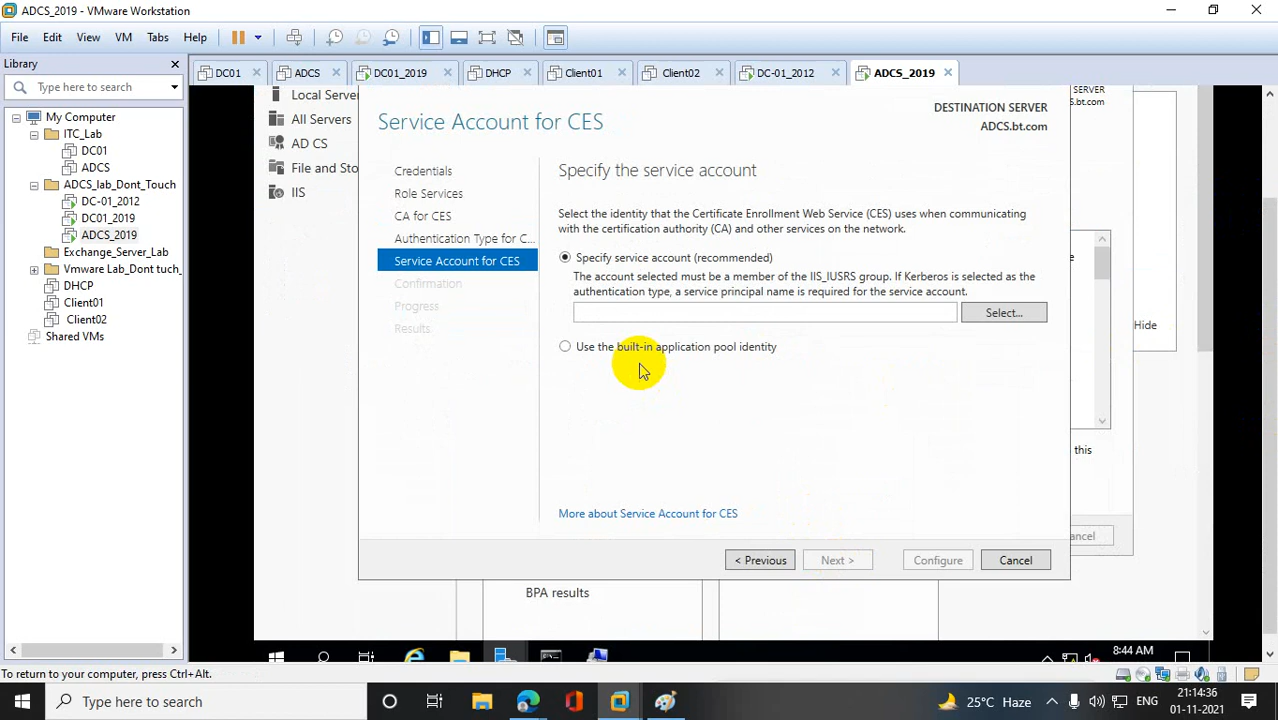 ADCS_2019 - VMware Workstation
File Edit View VM Tabs Help
Library
Type here to search
My Computer
ITC_Lab
DC01
ADCS
ADCS_lab_Dont_Touch
DC-01_2012
DC01_2019
ADCS_2019
Exchange_Server_Lab
Vmware Lab_Dont tuch_
DHCP
Client01
Client02
Shared VMs
DC01 ADCS DC01_2019 DHCP Client01 Client02 DC-01_2012 ADCS_2019
Local Server
All Servers
AD CS
File and Sto
IIS
Service Account for CES
DESTINATION SERVER
ADCS.bt.com
SERVER
S.bt.com
Credentials
Role Services
CA for CES
Authentication Type for C...
Service Account for CES
Confirmation
Progress
Results
Specify the service account
Select the identity that the Certificate Enrollment Web Service (CES) uses when communicating
with the certification authority (CA) and other services on the network.
Specify service account (recommended)
The account selected must be a member of the IIS_IUSRS group. If Kerberos is selected as the
authentication type, a service principal name is required for the service account.
Select...
Use the built-in application pool identity
More about Service Account for CES
< Previous Next > Configure Cancel
e
Hide
this
ancel
BPA results
8:44 AM
To return to your computer, press Ctrl+Alt.
Type here to search
25°C Haze
ENG
21:14:36
01-11-2021